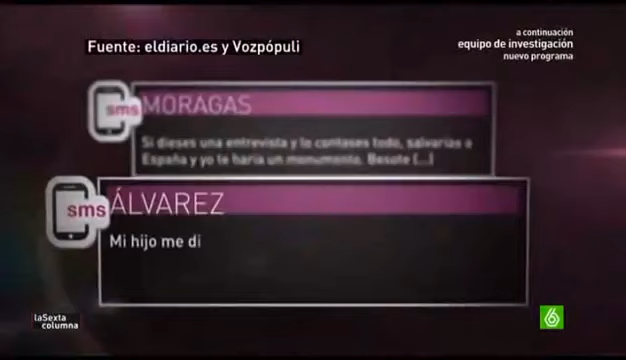 Fuente: eldiario.es y Vozpópuli
a continuación
equipo de investigación
nuevo programa
sms
MORAGAS
Si dieses una entrevista y lo contases todo, salvarías a
España y yo te haría un monumento. Besote (...)
sms
ÁLVAREZ
Mi hijo me di
laSexta
columna
6